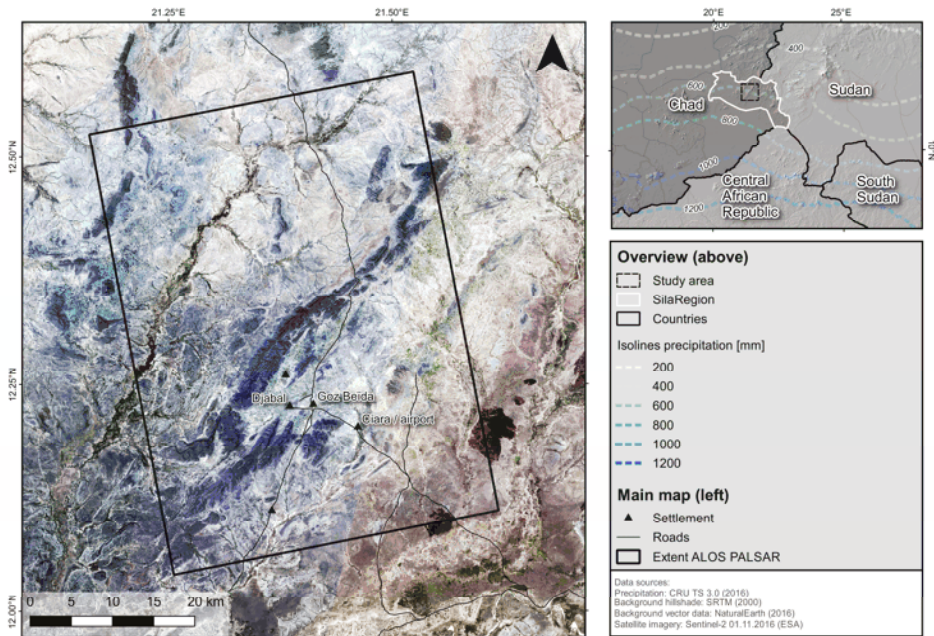 21.25°E
21.50°E
12.50°N
12.25°N
12.00°N
Djabal
Goz Beida
Ciara / airport
0 5 10 15 20 km
20°E
25°E
10°N
200
400
600
800
1000
1200
Chad
Sudan
Central
African
Republic
South
Sudan
Overview (above)
Study area
SilaRegion
Countries
Isolines precipitation [mm]
200
400
600
800
1000
1200
Main map (left)
Settlement
Roads
Extent ALOS PALSAR
Data sources:
Precipitation: CRU TS 3.0 (2016)
Background hillshade: SRTM (2000)
Background vector data: NaturalEarth (2016)
Satellite imagery: Sentinel-2 01.11.2016 (ESA)